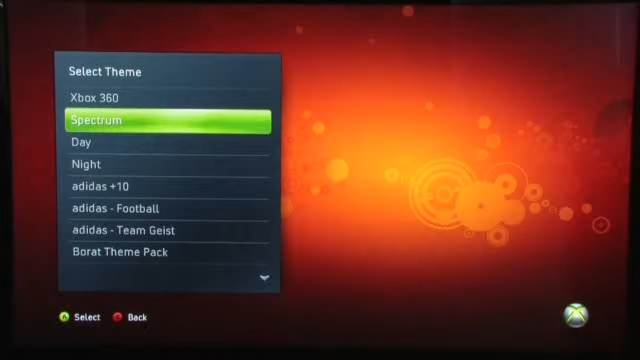 Select Theme
Xbox 360
Spectrum
Day
Night
adidas +10
adidas - Football
adidas - Team Geist
Borat Theme Pack
A Select B Back